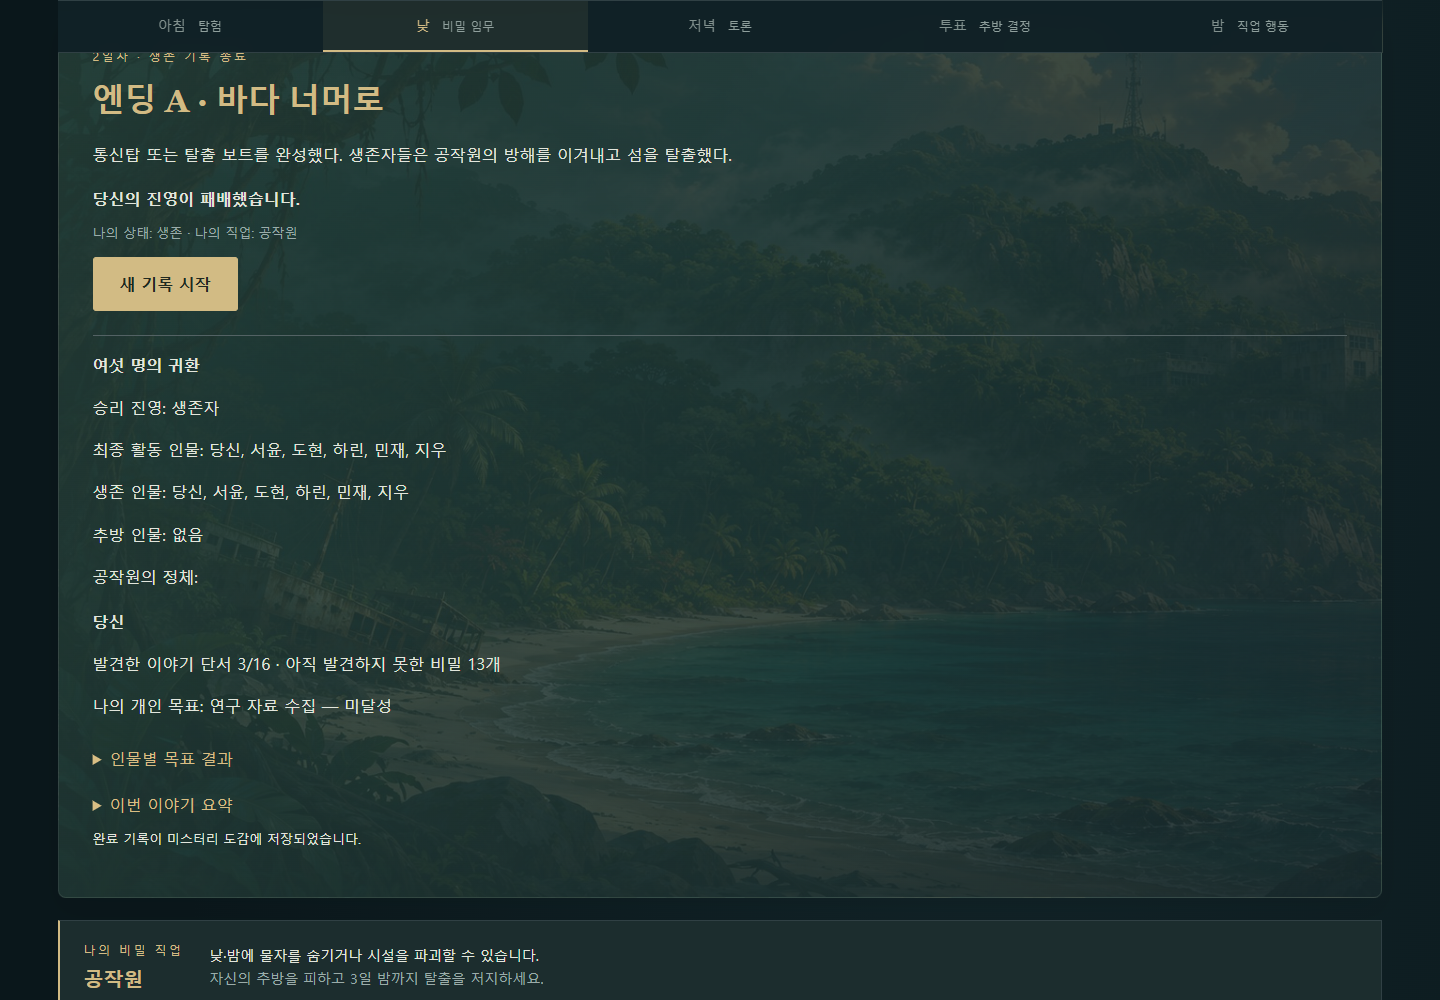 아침 탐험
낮 비밀 임무
저녁 토론
투표 추방 결정
밤 직업 행동
2일차 · 생존 기록 종료
엔딩 A · 바다 너머로
통신탑 또는 탈출 보트를 완성했다. 생존자들은 공작원의 방해를 이겨내고 섬을 탈출했다.
당신의 진영이 패배했습니다.
나의 상태: 생존 · 나의 직업: 공작원
새 기록 시작
여섯 명의 귀환
승리 진영: 생존자
최종 활동 인물: 당신, 서윤, 도현, 하린, 민재, 지우
생존 인물: 당신, 서윤, 도현, 하린, 민재, 지우
추방 인물: 없음
공작원의 정체:
당신
발견한 이야기 단서 3/16 · 아직 발견하지 못한 비밀 13개
나의 개인 목표: 연구 자료 수집 — 미달성
▶ 인물별 목표 결과
▶ 이번 이야기 요약
완료 기록이 미스터리 도감에 저장되었습니다.
나의 비밀 직업
공작원
낮·밤에 물자를 숨기거나 시설을 파괴할 수 있습니다.
자신의 추방을 피하고 3일 밤까지 탈출을 저지하세요.